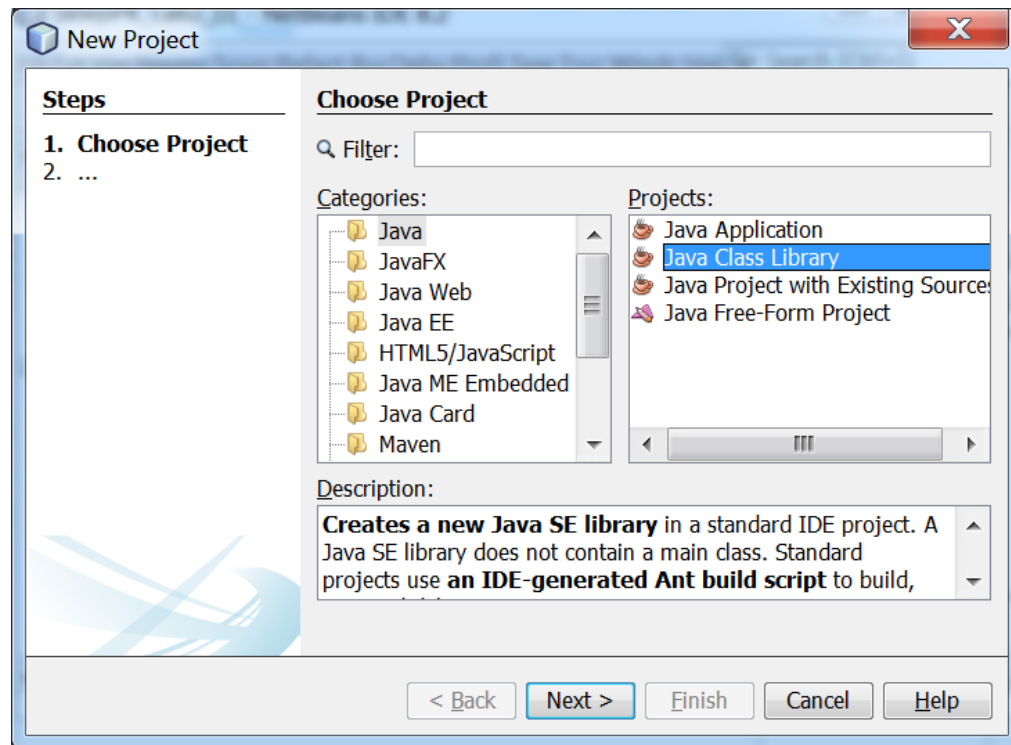 New Project
Steps
1. Choose Project
2. ...
Choose Project
Filter:
Categories:
Java
JavaFX
Java Web
Java EE
HTML5/JavaScript
Java ME Embedded
Java Card
Maven
Projects:
Java Application
Java Class Library
Java Project with Existing Sources
Java Free-Form Project
Description:
Creates a new Java SE library in a standard IDE project. A
Java SE library does not contain a main class. Standard
projects use an IDE-generated Ant build script to build,
< Back
Next >
Finish
Cancel
Help